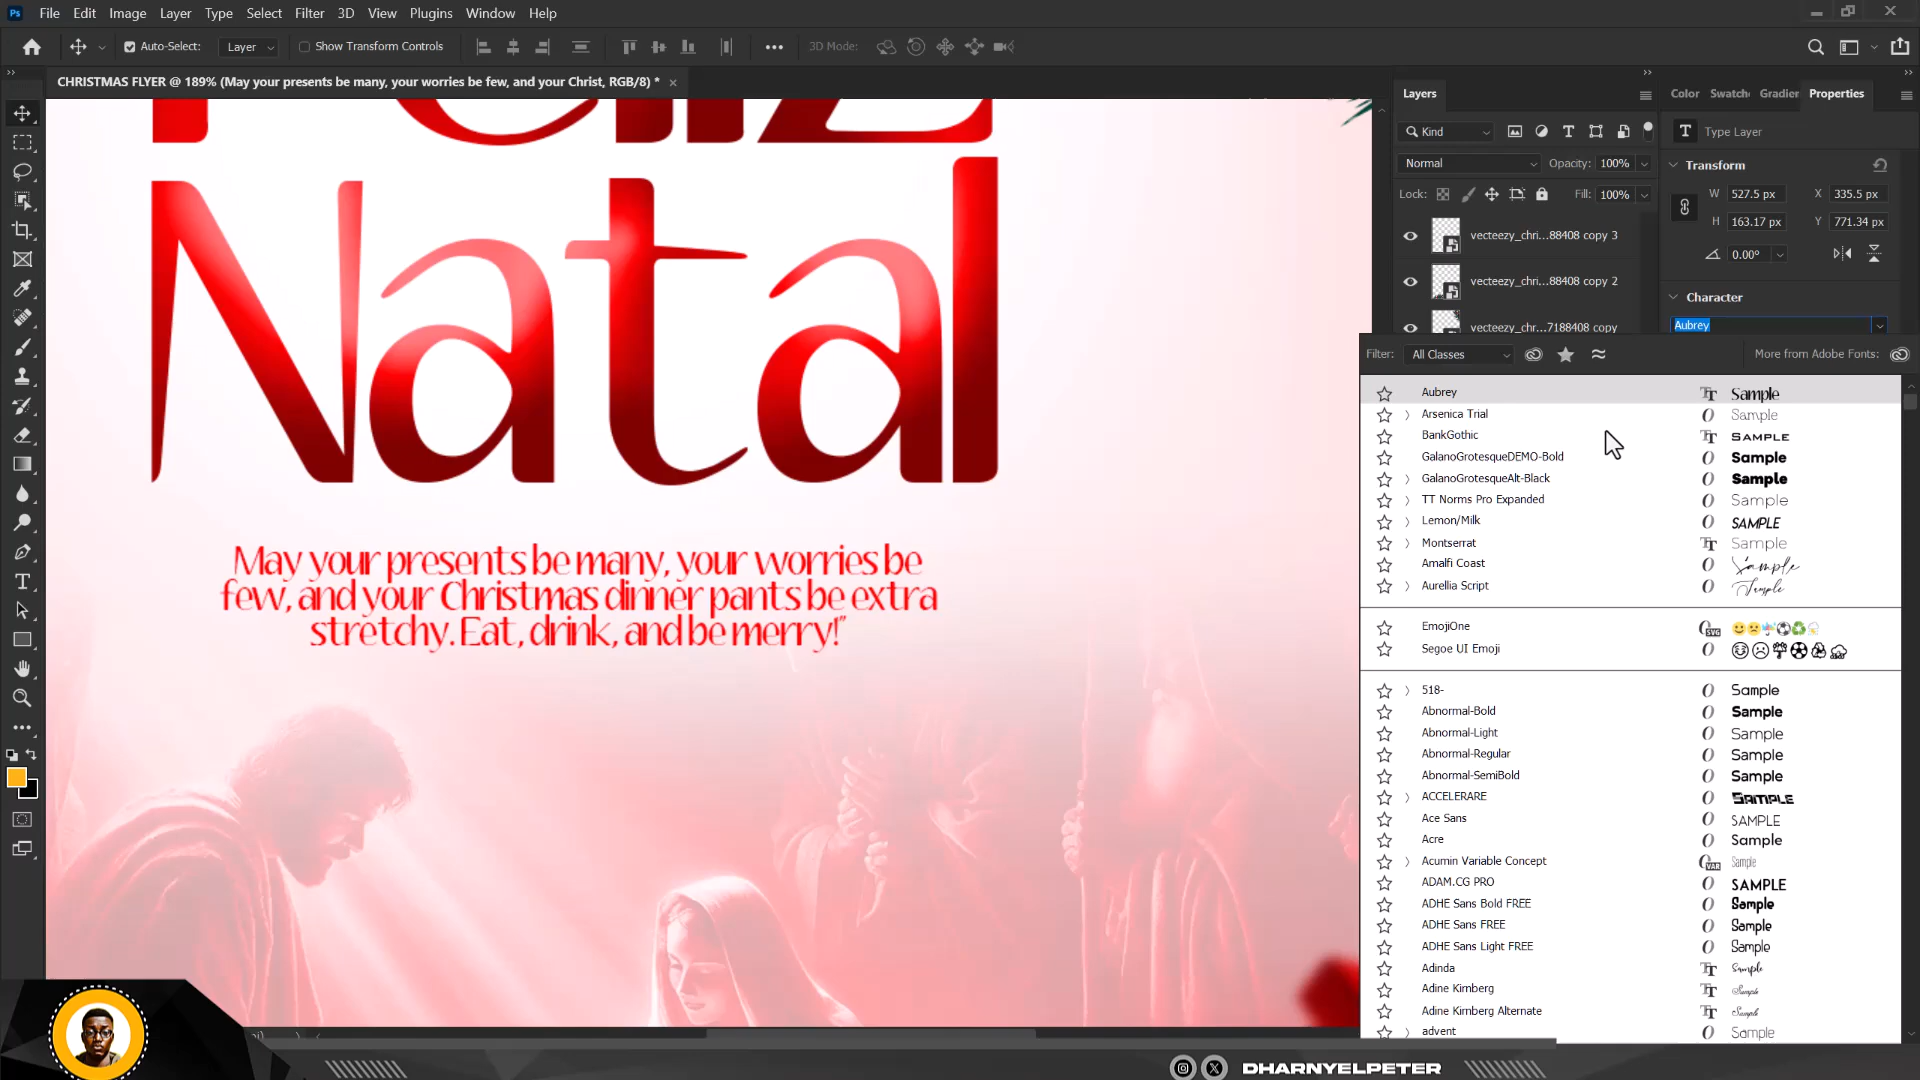 Ps File Edit Image Layer Type Select Filter 3D View Plugins Window Help
Auto-Select: Layer Show Transform Controls 3D Mode:
CHRISTMAS FLYER @ 189% (May your presents be many, your worries be few, and your Christ, RGB/8) *
Feliz
Natal
May your presents be many, your worries be
few, and your Christmas dinner pants be extra
stretchy. Eat, drink, and be merry!"
Layers
Kind
Normal Opacity: 100%
Lock: Fill: 100%
vecteezy_chri...88408 copy 3
vecteezy_chri...88408 copy 2
vecteezy_chr...7188408 copy
Color Swatch Gradien Properties
T Type Layer
Transform
W 527.5 px X 335.5 px
H 163.17 px Y 771.34 px
0.00°
Character
Aubrey
Filter: All Classes More from Adobe Fonts:
Aubrey Sample
Arsenica Trial Sample
BankGothic SAMPLE
GalanoGrotesqueDEMO-Bold Sample
GalanoGrotesqueAlt-Black Sample
TT Norms Pro Expanded Sample
Lemon/Milk SAMPLE
Montserrat Sample
Amalfi Coast Sample
Aurellia Script Sample
EmojiOne
Segoe UI Emoji
518- Sample
Abnormal-Bold Sample
Abnormal-Light Sample
Abnormal-Regular Sample
Abnormal-SemiBold Sample
ACCELERARE SAMPLE
Ace Sans SAMPLE
Acre Sample
Acumin Variable Concept Sample
ADAM.CG PRO SAMPLE
ADHE Sans Bold FREE Sample
ADHE Sans FREE Sample
ADHE Sans Light FREE Sample
Adinda Sample
Adine Kirnberg Sample
Adine Kirnberg Alternate Sample
advent Sample
DHARNYELPETER